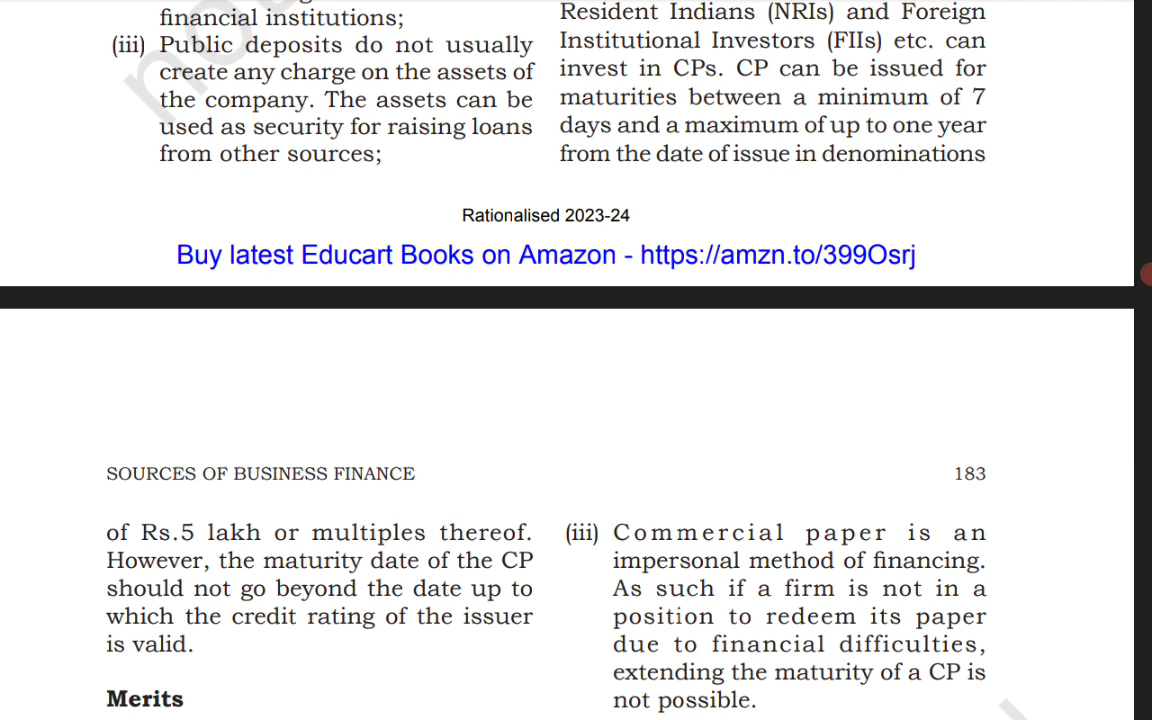 financial institutions;
(iii) Public deposits do not usually
create any charge on the assets of
the company. The assets can be
used as security for raising loans
from other sources;
Resident Indians (NRIs) and Foreign
Institutional Investors (FIIs) etc. can
invest in CPs. CP can be issued for
maturities between a minimum of 7
days and a maximum of up to one year
from the date of issue in denominations
Rationalised 2023-24
Buy latest Educart Books on Amazon - https://amzn.to/399Osrj
SOURCES OF BUSINESS FINANCE
183
of Rs.5 lakh or multiples thereof.
However, the maturity date of the CP
should not go beyond the date up to
which the credit rating of the issuer
is valid.
Merits
(iii) Commercial paper is an
impersonal method of financing.
As such if a firm is not in a
position to redeem its paper
due to financial difficulties,
extending the maturity of a CP is
not possible.